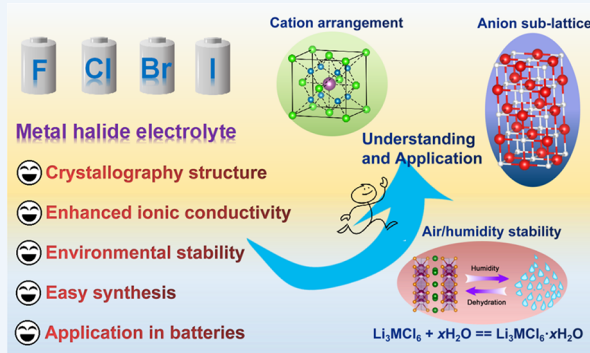 F Cl Br I
Metal halide electrolyte
Crystallography structure
Enhanced ionic conductivity
Environmental stability
Easy synthesis
Application in batteries
Cation arrangement
Anion sub-lattice
Understanding
and Application
Air/humidity stability
Humidity
Dehydration
Li₃MCl₆ + xH₂O == Li₃MCl₆·xH₂O